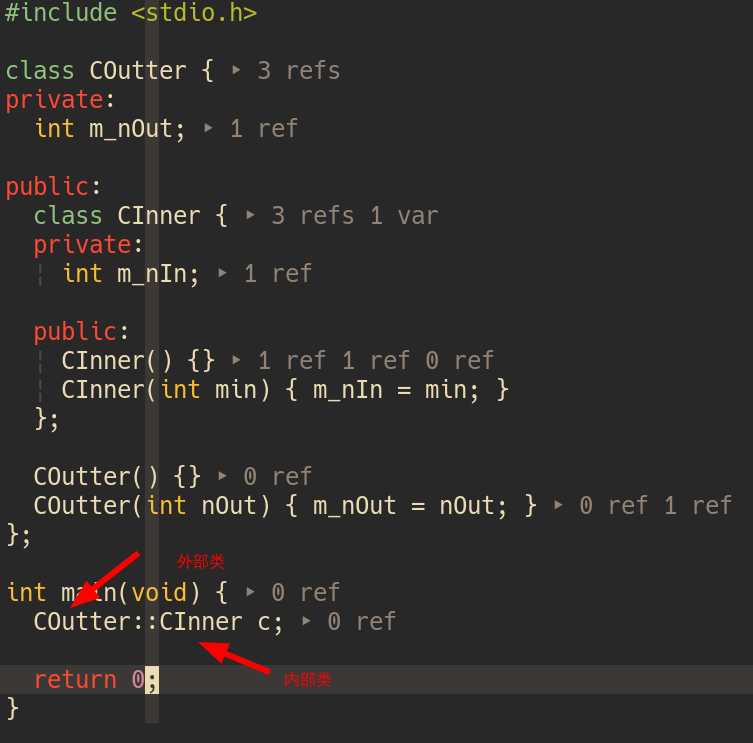 #include <stdio.h>
class COutter { ▸ 3 refs
private:
int m_nOut; ▸ 1 ref
public:
class CInner { ▸ 3 refs 1 var
private:
¦ int m_nIn; ▸ 1 ref
public:
¦ CInner() {} ▸ 1 ref 1 ref 0 ref
¦ CInner(int min) { m_nIn = min; }
};
COutter() {} ▸ 0 ref
COutter(int nOut) { m_nOut = nOut; } ▸ 0 ref 1 ref
};
外部类
int main(void) { ▸ 0 ref
COutter::CInner c; ▸ 0 ref
return 0;
内部类
}